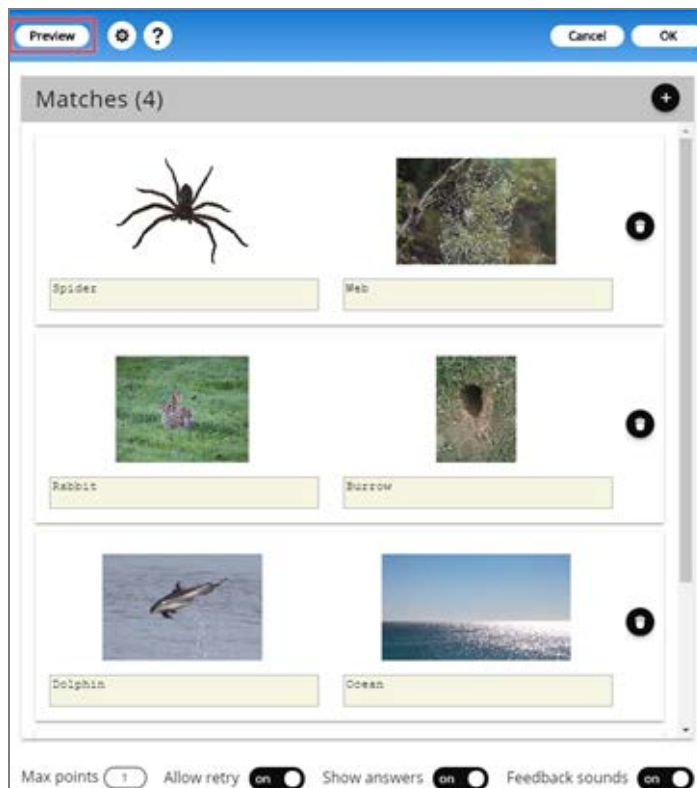 Preview ? Cancel OK
Matches (4) +
Spider Web
Rabbit Burrow
Dolphin Ocean
Max points 1 Allow retry on Show answers on Feedback sounds on